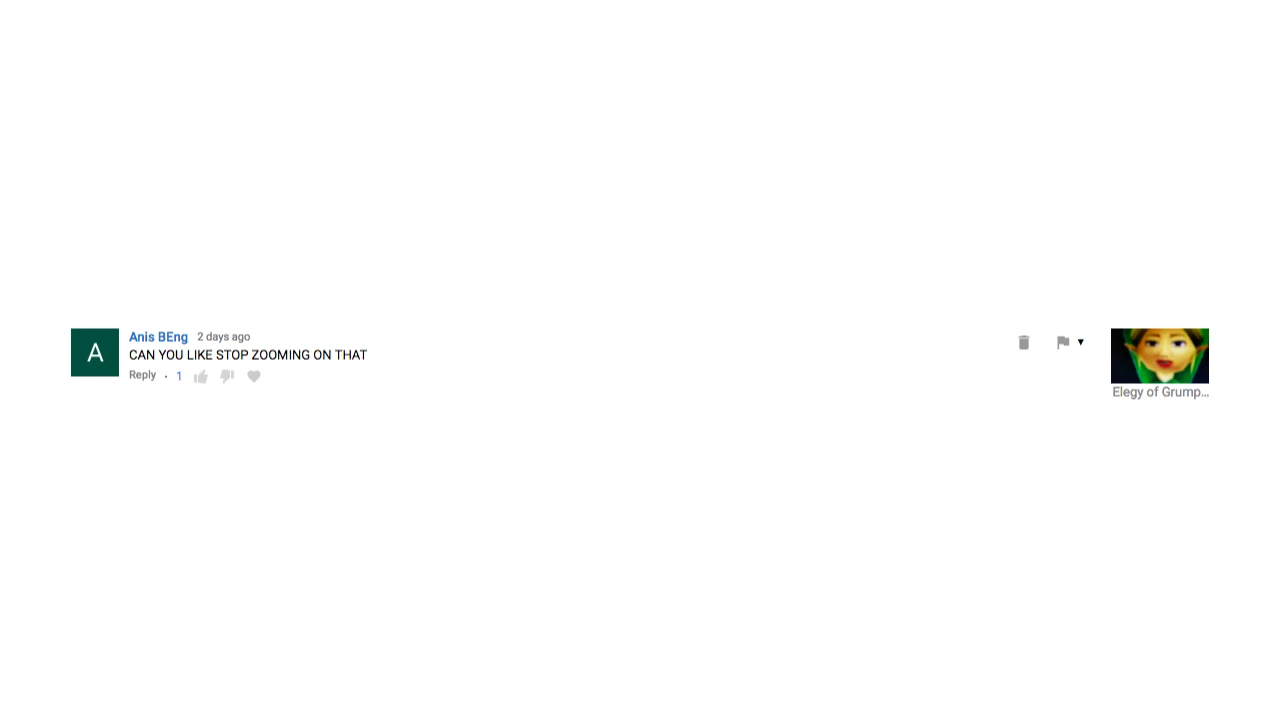 A
Anis BEng 2 days ago
CAN YOU LIKE STOP ZOOMING ON THAT
Reply · 1
Elegy of Grump...